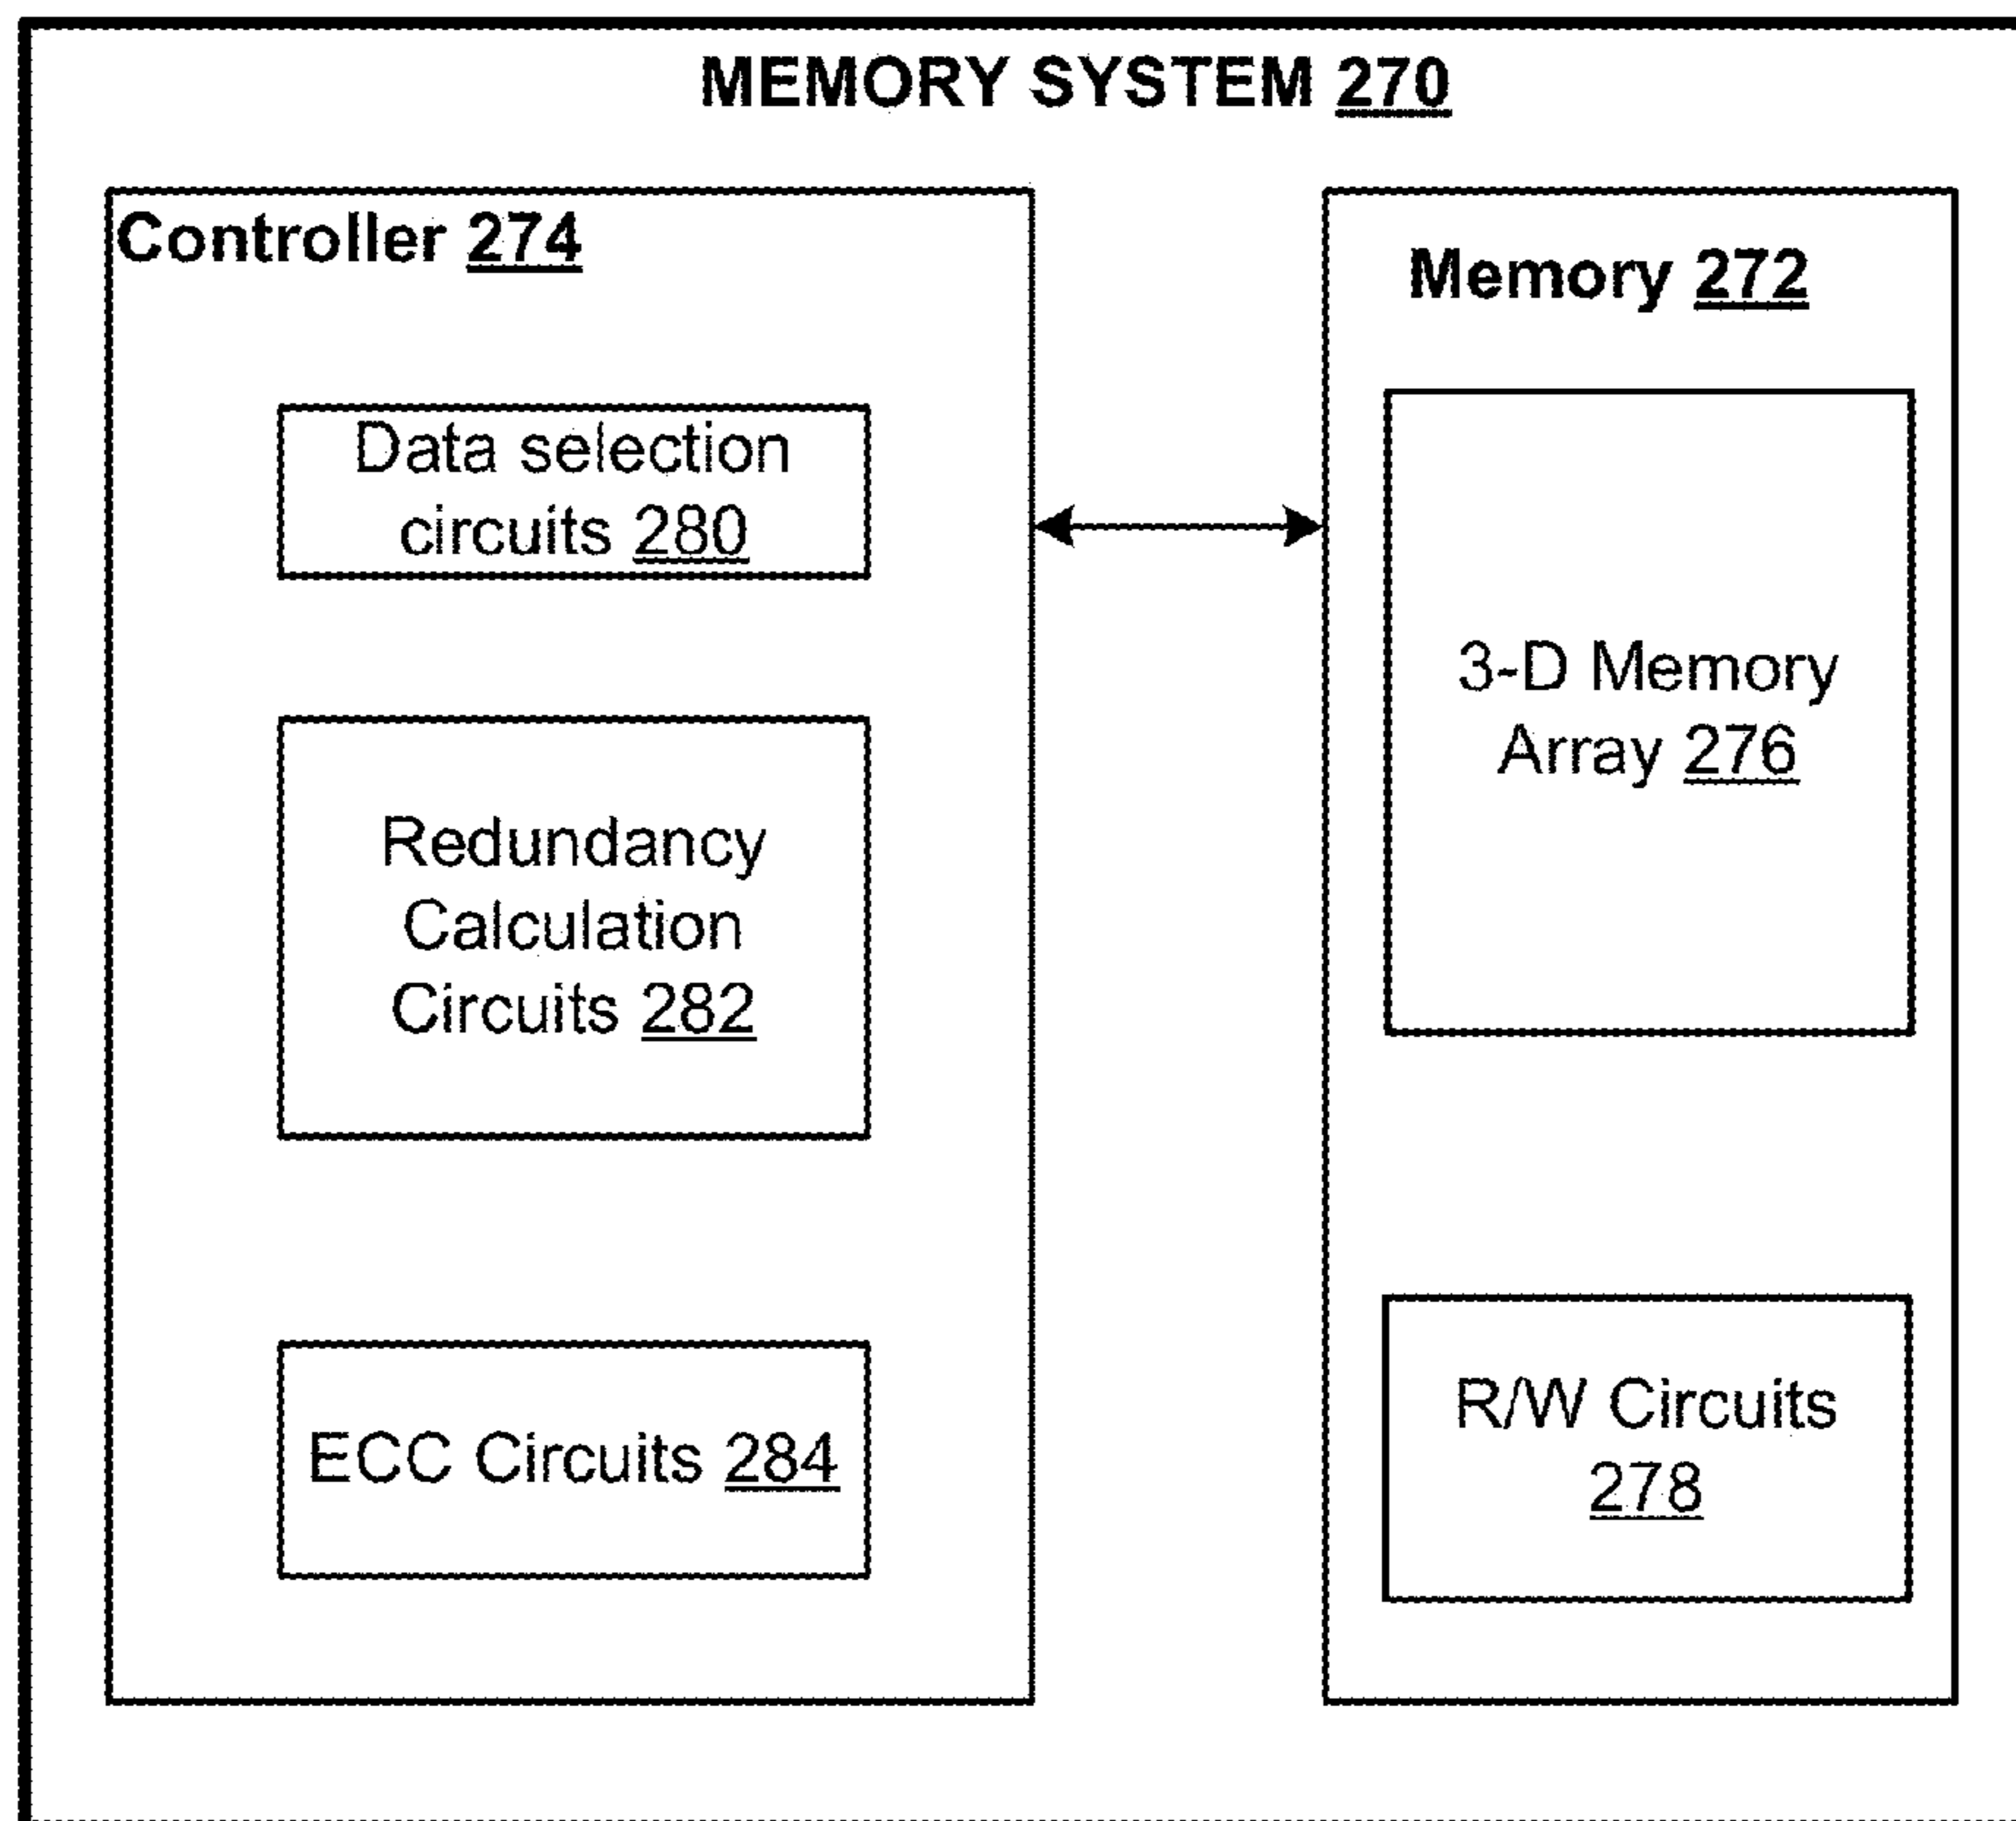 MEMORY SYSTEM 270
Controller 274
Data selection
circuits 280
Redundancy
Calculation
Circuits 282
ECC Circuits 284
Memory 272
3-D Memory
Array 276
R/W Circuits
278